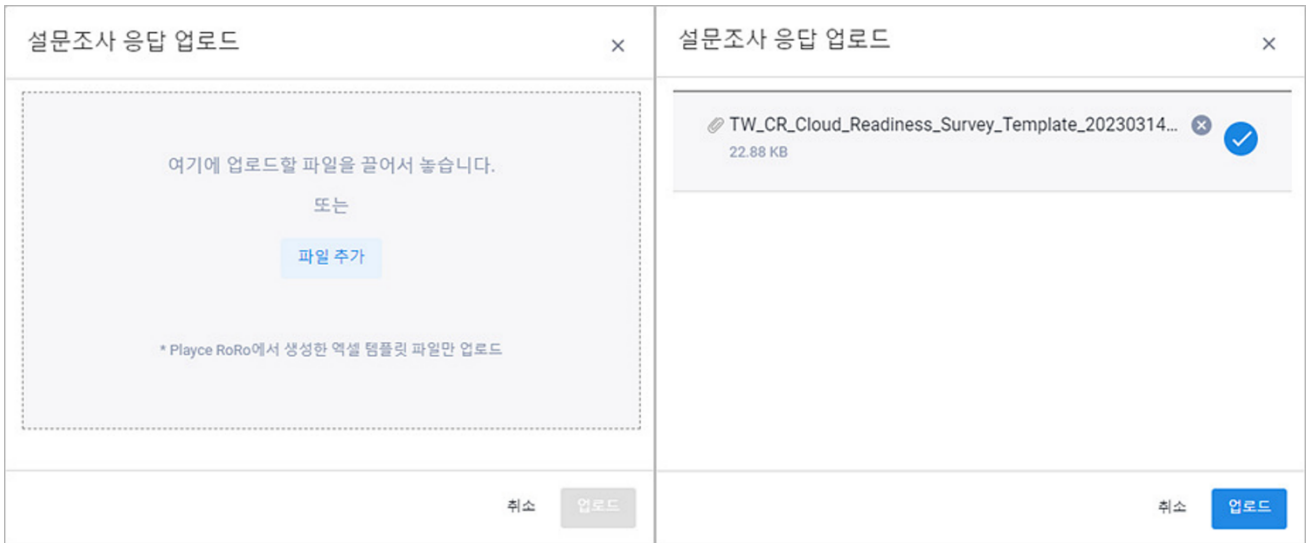 설문조사 응답 업로드
여기에 업로드할 파일을 끌어서 놓습니다.
또는
파일 추가
* Playce RoRo에서 생성한 엑셀 템플릿 파일만 업로드
취소
업로드
설문조사 응답 업로드
TW_CR_Cloud_Readiness_Survey_Template_20230314...
22.88 KB
취소
업로드